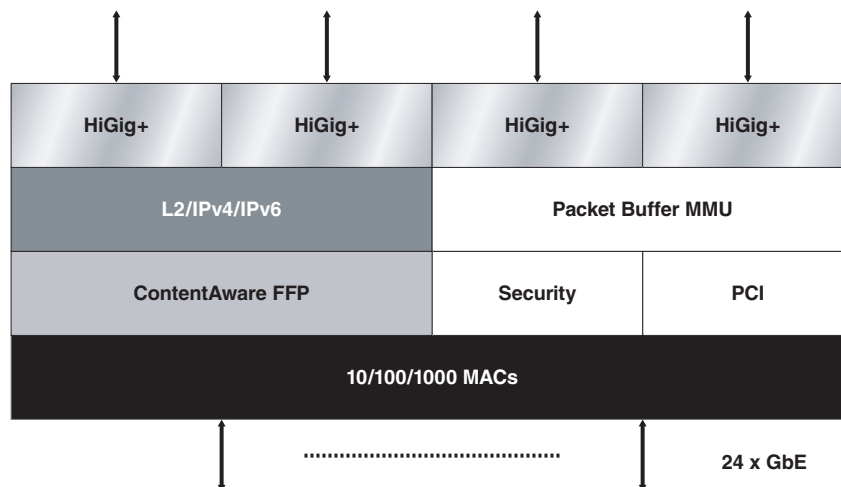 HiGig+
HiGig+
HiGig+
HiGig+
L2/IPv4/IPv6
Packet Buffer MMU
ContentAware FFP
Security
PCI
10/100/1000 MACs
24 x GbE